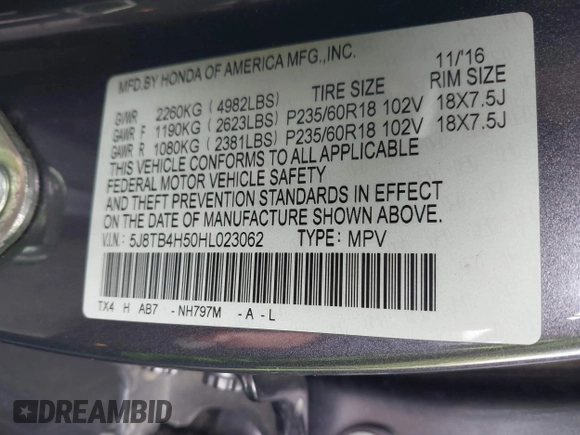 MFD.BY HONDA OF AMERICA MFG.,INC. 11/16
TIRE SIZE RIM SIZE
GVWR 2260KG ( 4982LBS)
GAWR F 1190KG ( 2623LBS) P235/60R18 102V 18X7.5J
GAWR R 1080KG ( 2381LBS) P235/60R18 102V 18X7.5J
THIS VEHICLE CONFORMS TO ALL APPLICABLE
FEDERAL MOTOR VEHICLE SAFETY
AND THEFT PREVENTION STANDARDS IN EFFECT
ON THE DATE OF MANUFACTURE SHOWN ABOVE.
V.I.N.: 5J8TB4H50HL023062 TYPE: MPV
TX4 H AB7 -NH797M -A-L
DREAMBID